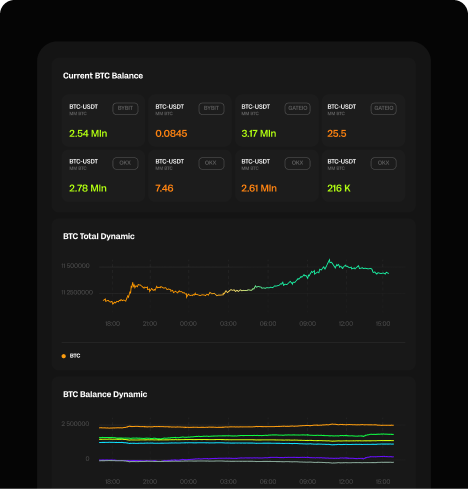 Current BTC Balance
BTC-USDT BYBIT BTC-USDT BYBIT BTC-USDT GATEIO BTC-USDT GATEIO
MM BTC MM BTC MM BTC MM BTC
2.54 Mln 0.0845 3.17 Mln 25.5
BTC-USDT OKX BTC-USDT OKX BTC-USDT OKX BTC-USDT OKX
MM BTC MM BTC MM BTC MM BTC
2.78 Mln 7.46 2.61 Mln 216 K
BTC Total Dynamic
11 500000
11 2500000
18:00 21:00 00:00 03:00 06:00 09:00 12:00 15:00
BTC
BTC Balance Dynamic
2 500000
0
18:00 21:00 00:00 03:00 06:00 09:00 12:00 15:00